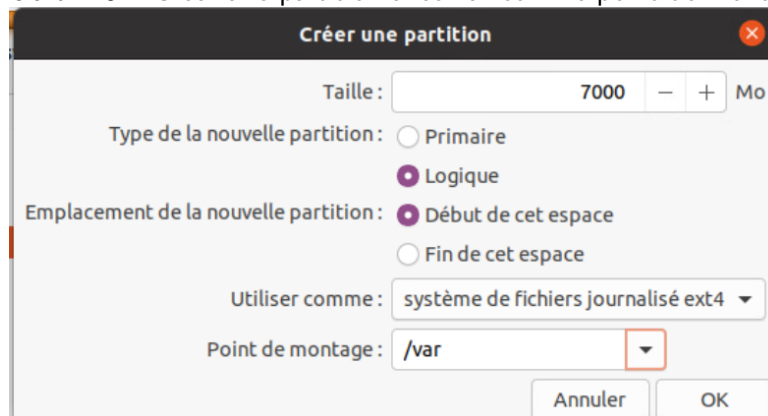 Créer une partition
Taille : 7000 − + Mo
Type de la nouvelle partition : Primaire
Logique
Emplacement de la nouvelle partition : Début de cet espace
Fin de cet espace
Utiliser comme : système de fichiers journalisé ext4
Point de montage : /var
Annuler OK